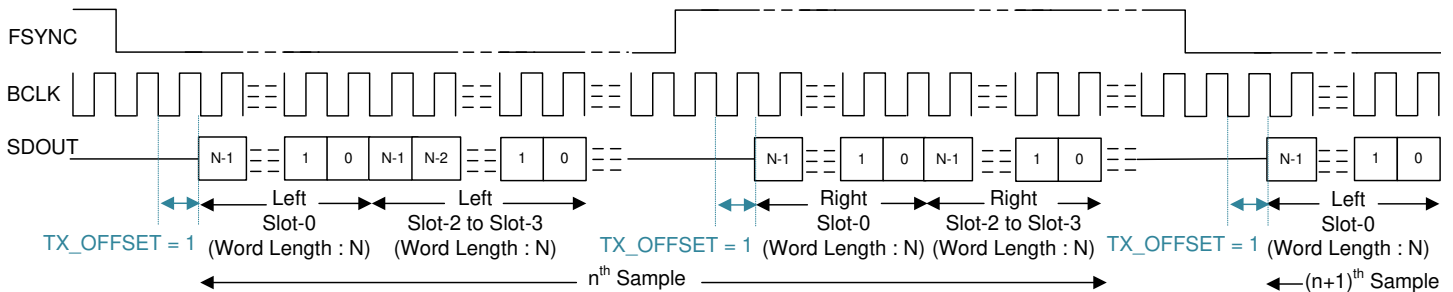 FSYNC
BCLK
SDOUT
N-1 1 0 N-1 N-2 1 0 N-1 1 0 N-1 1 0 N-1 1 0
Left Left Right Right Left
Slot-0 Slot-2 to Slot-3 Slot-0 Slot-2 to Slot-3 Slot-0
TX_OFFSET = 1 (Word Length : N) (Word Length : N) TX_OFFSET = 1 (Word Length : N) (Word Length : N) TX_OFFSET = 1 (Word Length : N)
nth Sample (n+1)th Sample